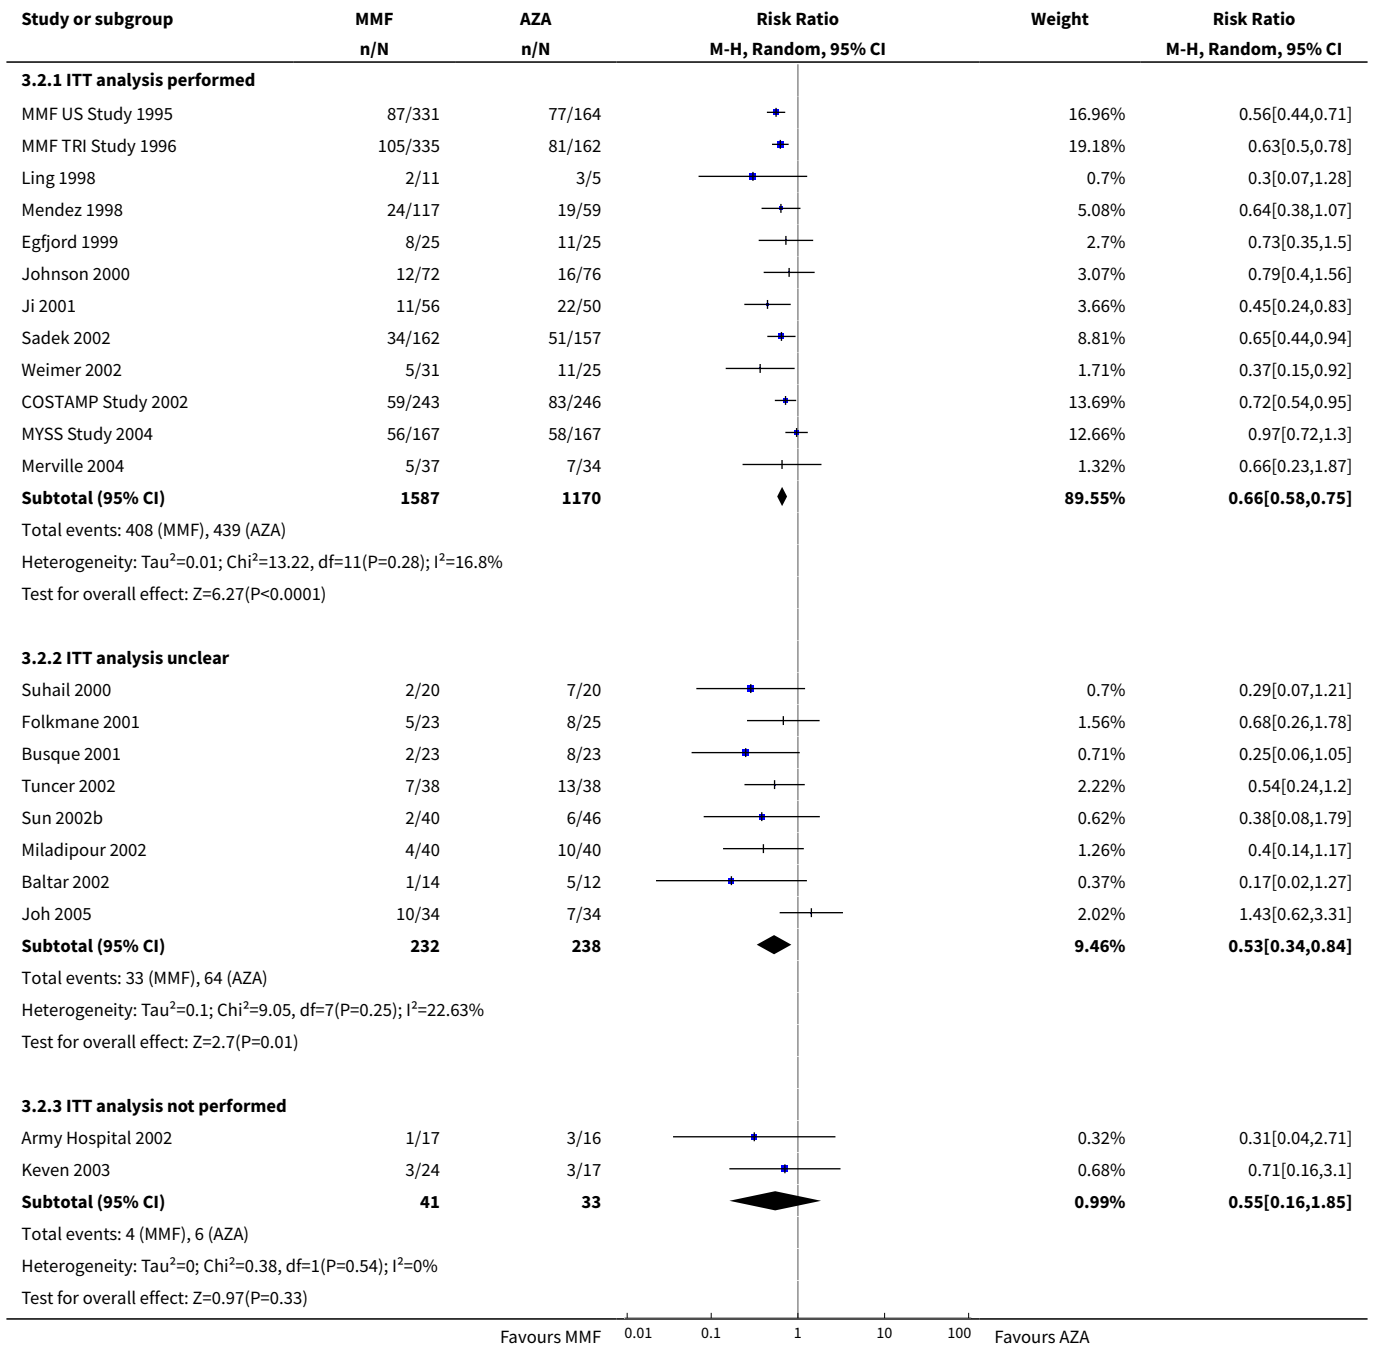 Study or subgroup MMF AZA Risk Ratio Weight Risk Ratio
n/N n/N M-H, Random, 95% CI M-H, Random, 95% CI
3.2.1 ITT analysis performed
MMF US Study 1995 87/331 77/164 16.96% 0.56[0.44,0.71]
MMF TRI Study 1996 105/335 81/162 19.18% 0.63[0.5,0.78]
Ling 1998 2/11 3/5 0.7% 0.3[0.07,1.28]
Mendez 1998 24/117 19/59 5.08% 0.64[0.38,1.07]
Egfjord 1999 8/25 11/25 2.7% 0.73[0.35,1.5]
Johnson 2000 12/72 16/76 3.07% 0.79[0.4,1.56]
Ji 2001 11/56 22/50 3.66% 0.45[0.24,0.83]
Sadek 2002 34/162 51/157 8.81% 0.65[0.44,0.94]
Weimer 2002 5/31 11/25 1.71% 0.37[0.15,0.92]
COSTAMP Study 2002 59/243 83/246 13.69% 0.72[0.54,0.95]
MYSS Study 2004 56/167 58/167 12.66% 0.97[0.72,1.3]
Merville 2004 5/37 7/34 1.32% 0.66[0.23,1.87]
Subtotal (95% CI) 1587 1170 89.55% 0.66[0.58,0.75]
Total events: 408 (MMF), 439 (AZA)
Heterogeneity: Tau²=0.01; Chi²=13.22, df=11(P=0.28); I²=16.8%
Test for overall effect: Z=6.27(P<0.0001)
3.2.2 ITT analysis unclear
Suhail 2000 2/20 7/20 0.7% 0.29[0.07,1.21]
Folkmane 2001 5/23 8/25 1.56% 0.68[0.26,1.78]
Busque 2001 2/23 8/23 0.71% 0.25[0.06,1.05]
Tuncer 2002 7/38 13/38 2.22% 0.54[0.24,1.2]
Sun 2002b 2/40 6/46 0.62% 0.38[0.08,1.79]
Miladipour 2002 4/40 10/40 1.26% 0.4[0.14,1.17]
Baltar 2002 1/14 5/12 0.37% 0.17[0.02,1.27]
Joh 2005 10/34 7/34 2.02% 1.43[0.62,3.31]
Subtotal (95% CI) 232 238 9.46% 0.53[0.34,0.84]
Total events: 33 (MMF), 64 (AZA)
Heterogeneity: Tau²=0.1; Chi²=9.05, df=7(P=0.25); I²=22.63%
Test for overall effect: Z=2.7(P=0.01)
3.2.3 ITT analysis not performed
Army Hospital 2002 1/17 3/16 0.32% 0.31[0.04,2.71]
Keven 2003 3/24 3/17 0.68% 0.71[0.16,3.1]
Subtotal (95% CI) 41 33 0.99% 0.55[0.16,1.85]
Total events: 4 (MMF), 6 (AZA)
Heterogeneity: Tau²=0; Chi²=0.38, df=1(P=0.54); I²=0%
Test for overall effect: Z=0.97(P=0.33)
Favours MMF 0.01 0.1 1 10 100 Favours AZA